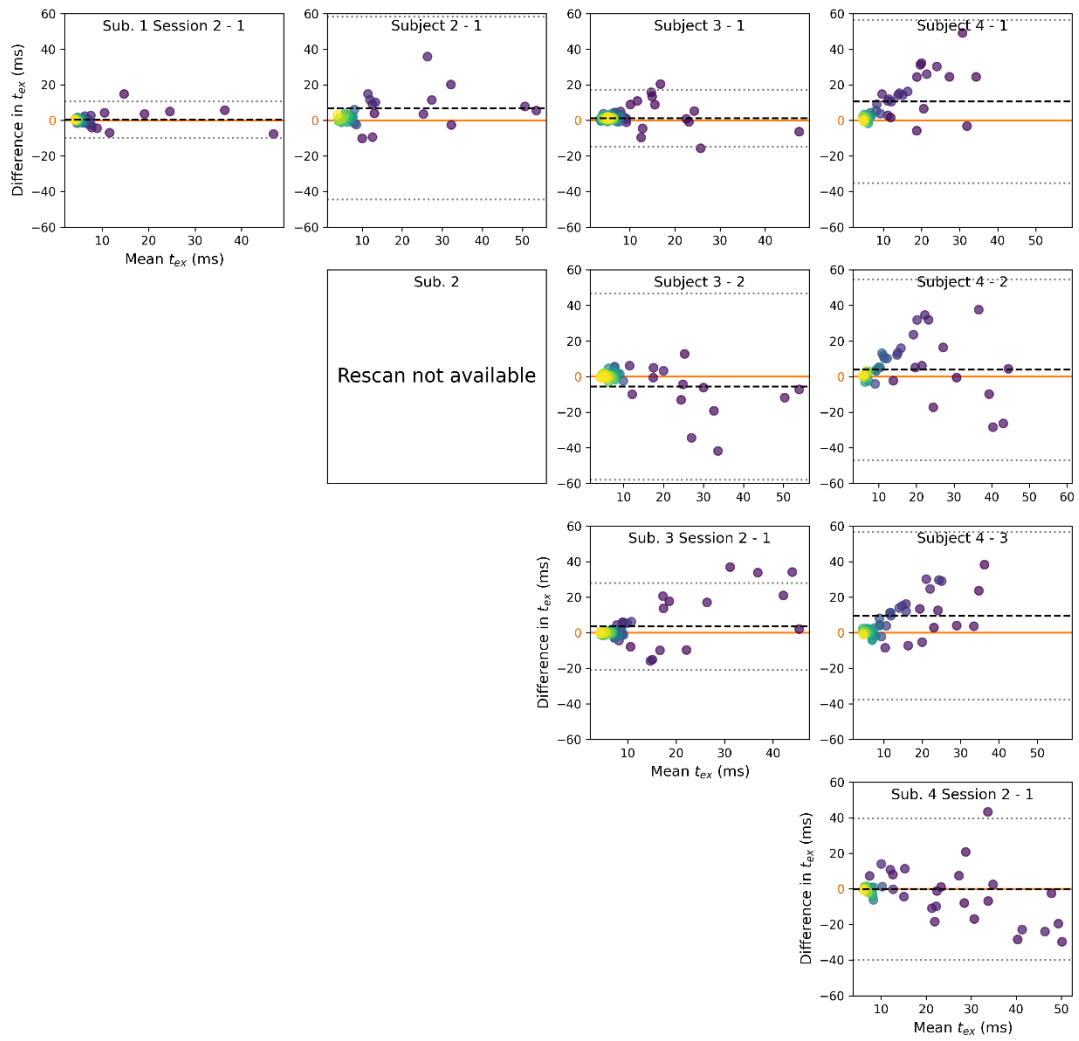 Sub. 1 Session 2 - 1
Subject 2 - 1
Subject 3 - 1
Subject 4 - 1
Difference in t_ex (ms)
60
40
20
0
−20
−40
−60
10 20 30 40
Mean t_ex (ms)
60
40
20
0
−20
−40
−60
10 20 30 40 50
60
40
20
0
−20
−40
−60
10 20 30 40
60
40
20
0
−20
−40
−60
10 20 30 40 50
Sub. 2
Rescan not available
Subject 3 - 2
60
40
20
0
−20
−40
−60
10 20 30 40 50
Subject 4 - 2
60
40
20
0
−20
−40
−60
10 20 30 40 50 60
Sub. 3 Session 2 - 1
Difference in t_ex (ms)
60
40
20
0
−20
−40
−60
10 20 30 40
Mean t_ex (ms)
Subject 4 - 3
60
40
20
0
−20
−40
−60
10 20 30 40 50
Sub. 4 Session 2 - 1
Difference in t_ex (ms)
60
40
20
0
−20
−40
−60
10 20 30 40 50
Mean t_ex (ms)